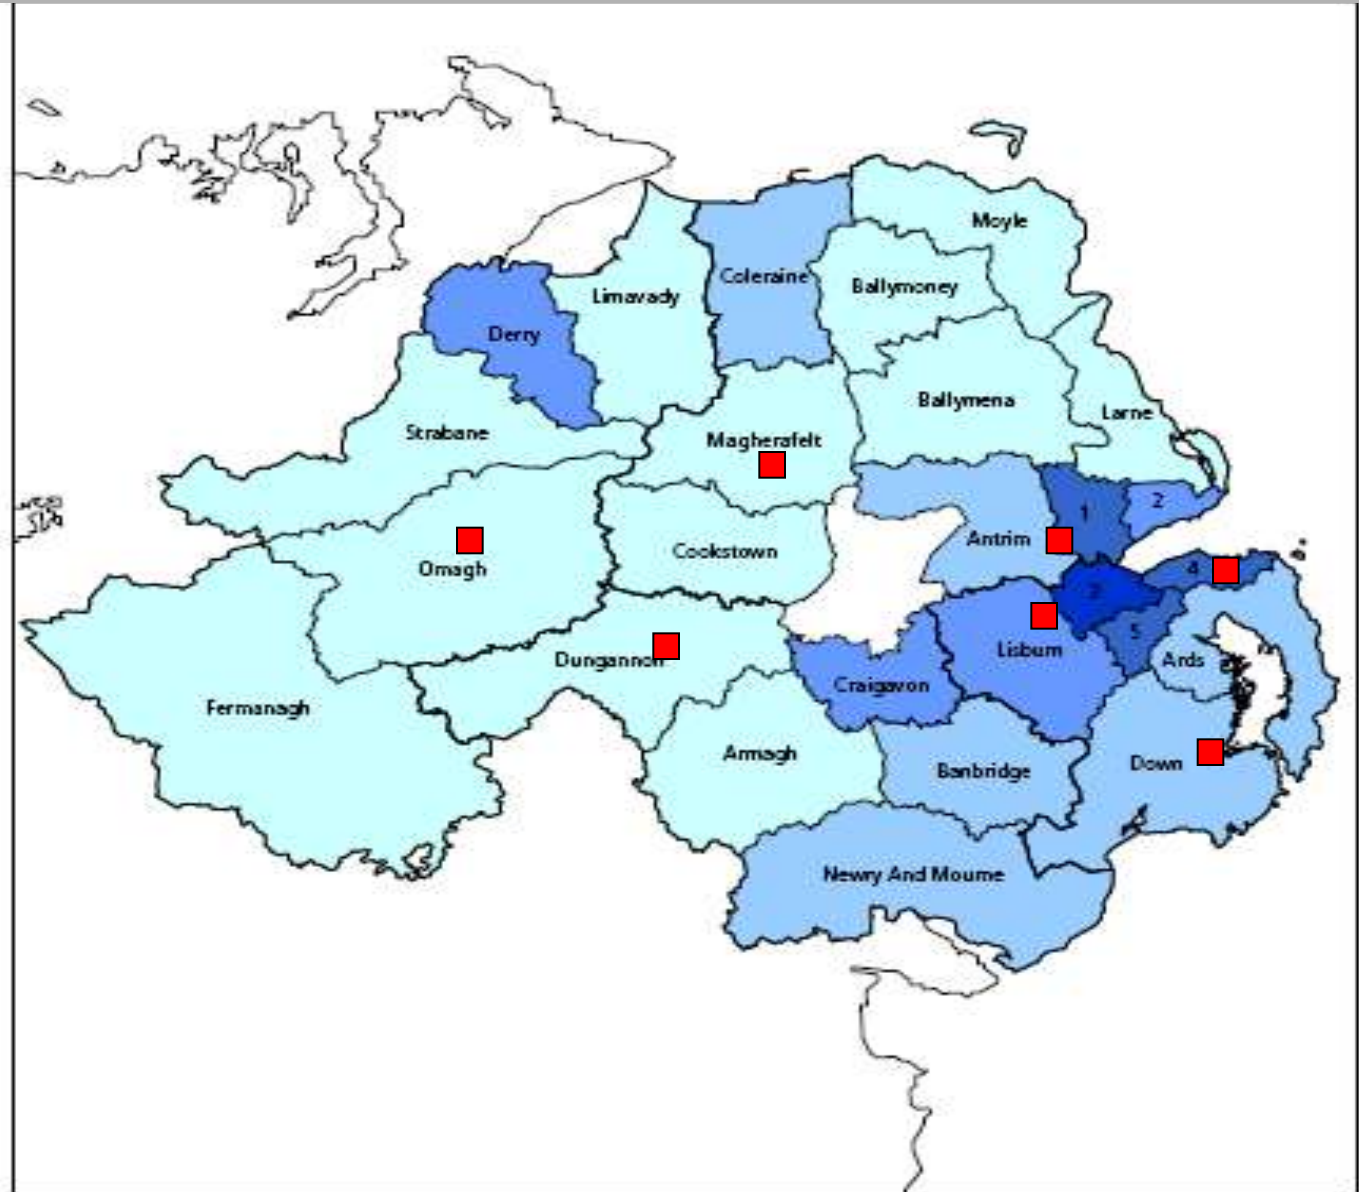 Moyle
Coleraine
Ballymoney
Limavady
Derry
Ballymena
Larne
Strabane
Magherafelt
1
2
Antrim
Cookstown
Omagh
4
5
Lisburn
Dungannon
Ards
Craigavon
Fermanagh
Armagh
Banbridge
Down
Newry And Mourne